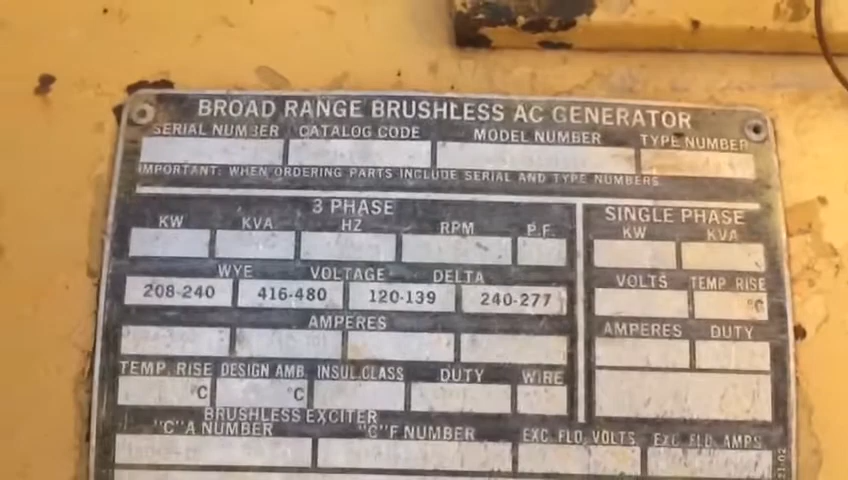 BROAD RANGE BRUSHLESS AC GENERATOR
SERIAL NUMBER CATALOG CODE MODEL NUMBER TYPE NUMBER
IMPORTANT: WHEN ORDERING PARTS INCLUDE SERIAL AND TYPE NUMBERS
3 PHASE SINGLE PHASE
KW KVA HZ RPM P.F. KW KVA
WYE VOLTAGE DELTA VOLTS TEMP. RISE
208-240 416-480 120-139 240-277 °C
AMPERES AMPERES DUTY
TEMP. RISE DESIGN AMB. INSUL.CLASS DUTY WIRE
°C °C
BRUSHLESS EXCITER
"C"A NUMBER "C"F NUMBER EXC. FLD. VOLTS EXC. FLD. AMPS